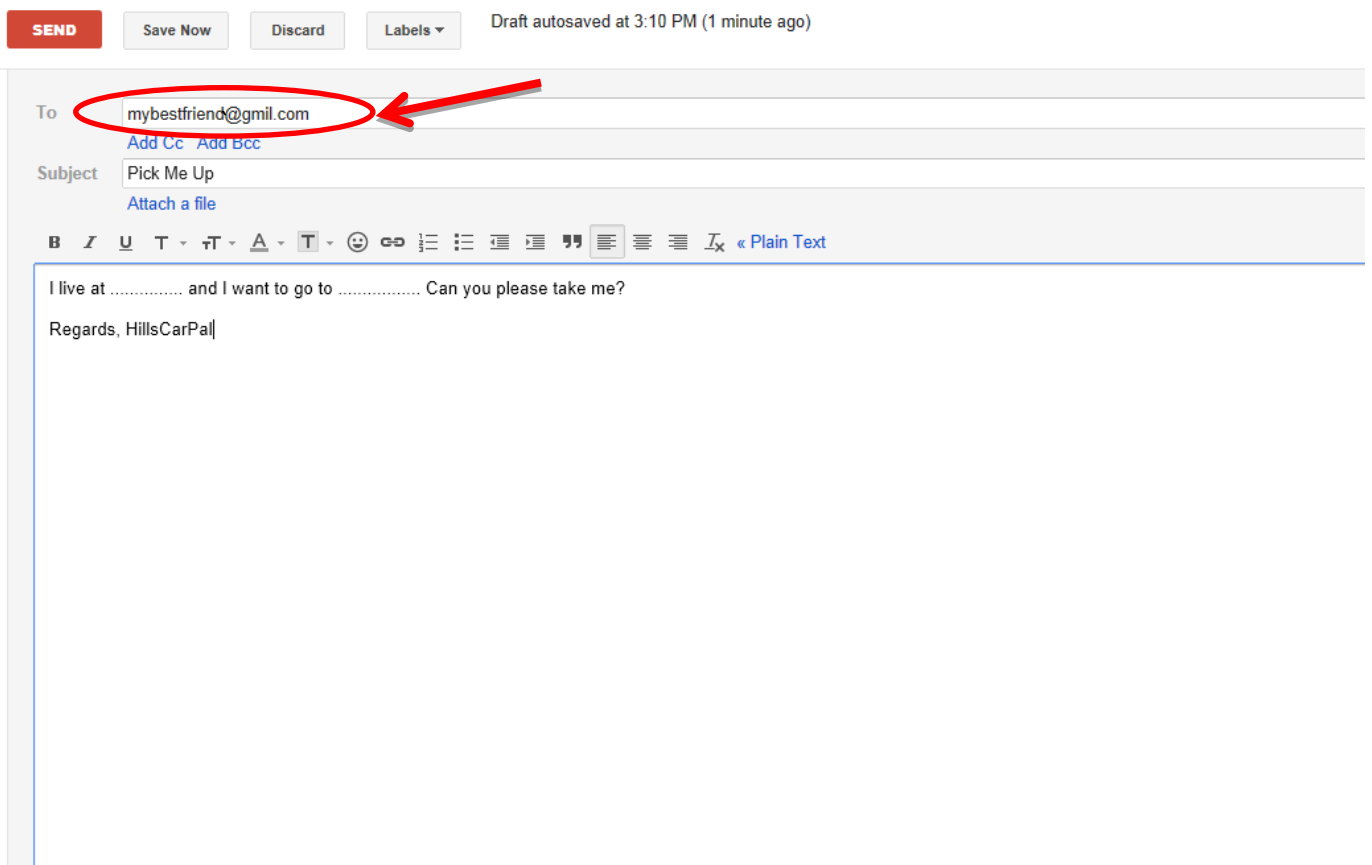 SEND Save Now Discard Labels Draft autosaved at 3:10 PM (1 minute ago)
To mybestfriend@gmil.com
Add Cc Add Bcc
Subject Pick Me Up
Attach a file
B I U T T A T « Plain Text
I live at ............... and I want to go to ................. Can you please take me?
Regards, HillsCarPal